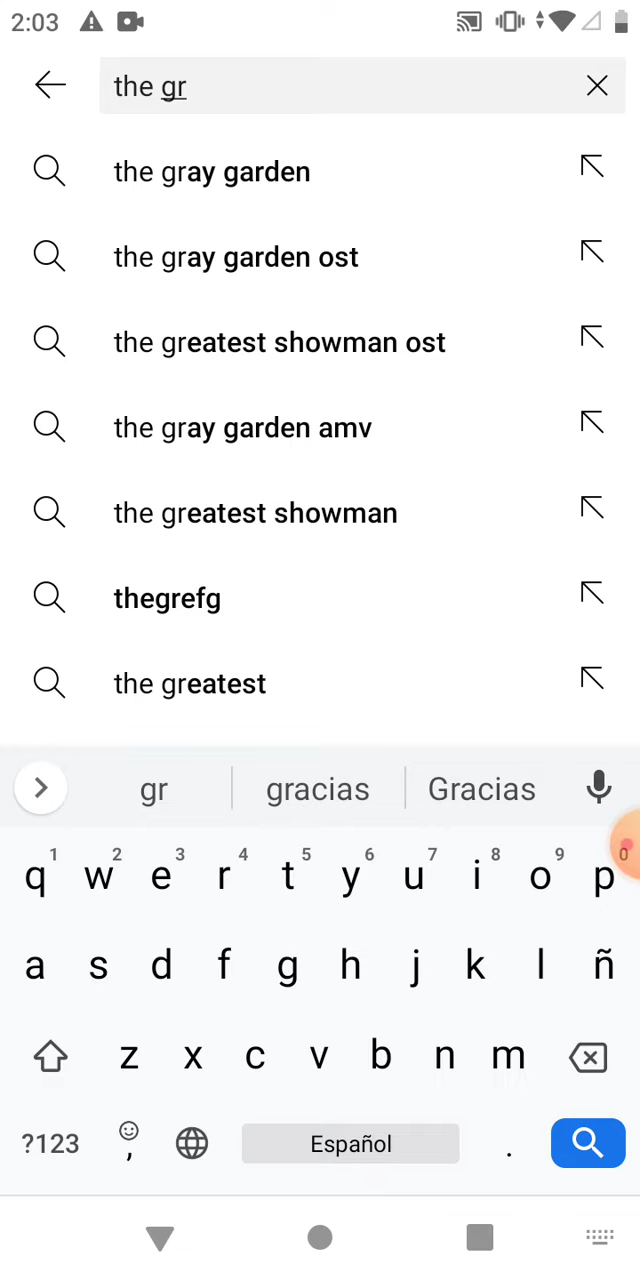 2:03
the gr
the gray garden
the gray garden ost
the greatest showman ost
the gray garden amv
the greatest showman
thegrefg
the greatest
gr gracias Gracias
1 2 3 4 5 6 7 8 9 0
q w e r t y u i o p
a s d f g h j k l ñ
z x c v b n m
?123 , Español .